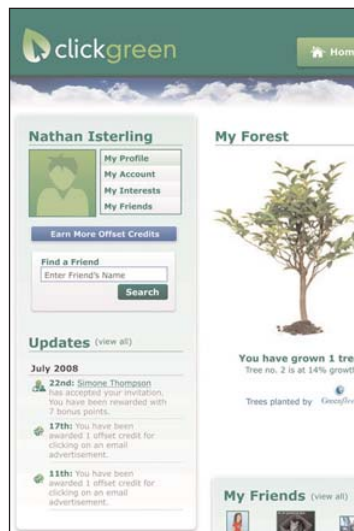 clickgreen
Hom
Nathan Isterling
My Profile
My Account
My Interests
My Friends
Earn More Offset Credits
Find a Friend
Enter Friend's Name
Search
Updates (view all)
July 2008
22nd: Simone Thompson
has accepted your invitation.
You have been rewarded with
7 bonus points.
17th: You have been
awarded 1 offset credit for
clicking on an email
advertisement.
11th: You have been
awarded 1 offset credit for
clicking on an email
advertisement.
My Forest
You have grown 1 tre
Tree no. 2 is at 14% growth
Trees planted by
My Friends (view all)